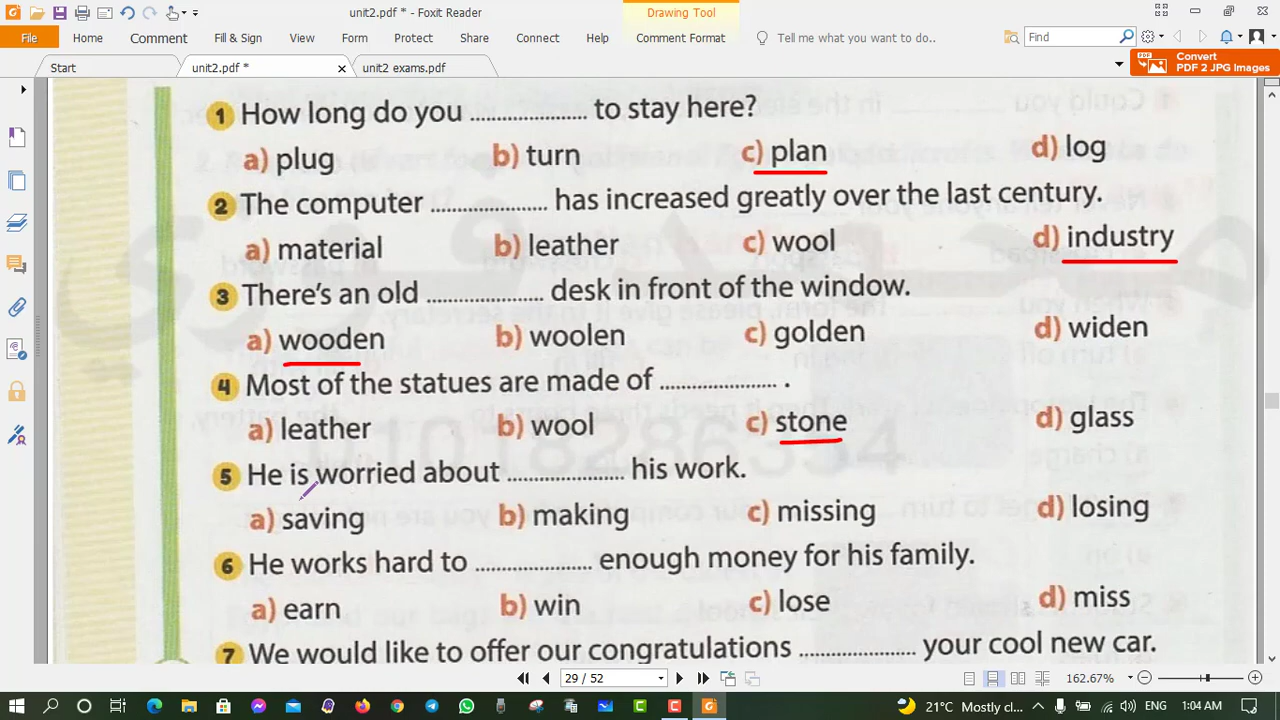 unit2.pdf * - Foxit Reader
Drawing Tool
File
Home
Comment
Fill & Sign
View
Form
Protect
Share
Connect
Help
Comment Format
Tell me what you want to do..
Find
Start
unit2.pdf *
unit2 exams.pdf
Convert
PDF 2 JPG Images
1 How long do you .................... to stay here?
a) plug b) turn c) plan d) log
2 The computer .................... has increased greatly over the last century.
a) material b) leather c) wool d) industry
3 There's an old .................... desk in front of the window.
a) wooden b) woolen c) golden d) widen
4 Most of the statues are made of .................... .
a) leather b) wool c) stone d) glass
5 He is worried about .................... his work.
a) saving b) making c) missing d) losing
6 He works hard to .................... enough money for his family.
a) earn b) win c) lose d) miss
7 We would like to offer our congratulations .................... your cool new car.
29 / 52
162.67%
21°C Mostly cl...
ENG
1:04 AM